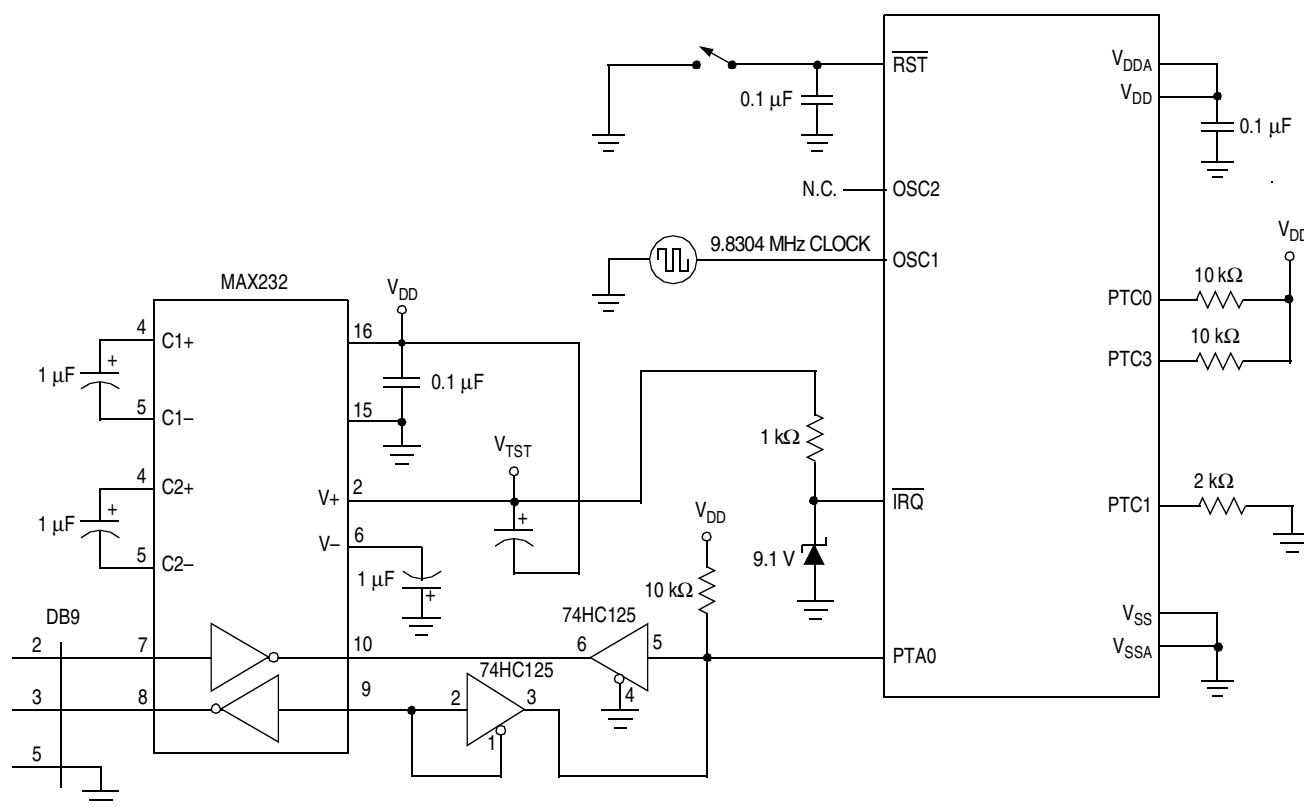 RST
0.1 µF
VDDA
VDD
0.1 µF
N.C.
OSC2
9.8304 MHz CLOCK
OSC1
VDD
PTC0
10 kΩ
PTC3
10 kΩ
MAX232
VDD
4
C1+
16
1 µF
+
0.1 µF
5
C1–
15
1 kΩ
VTST
4
C2+
V+
2
IRQ
PTC1
2 kΩ
1 µF
+
+
VDD
V–
6
5
C2–
9.1 V
1 µF
+
10 kΩ
DB9
74HC125
VSS
2
7
10
6
5
PTA0
VSSA
74HC125
4
3
8
9
2
3
1
5